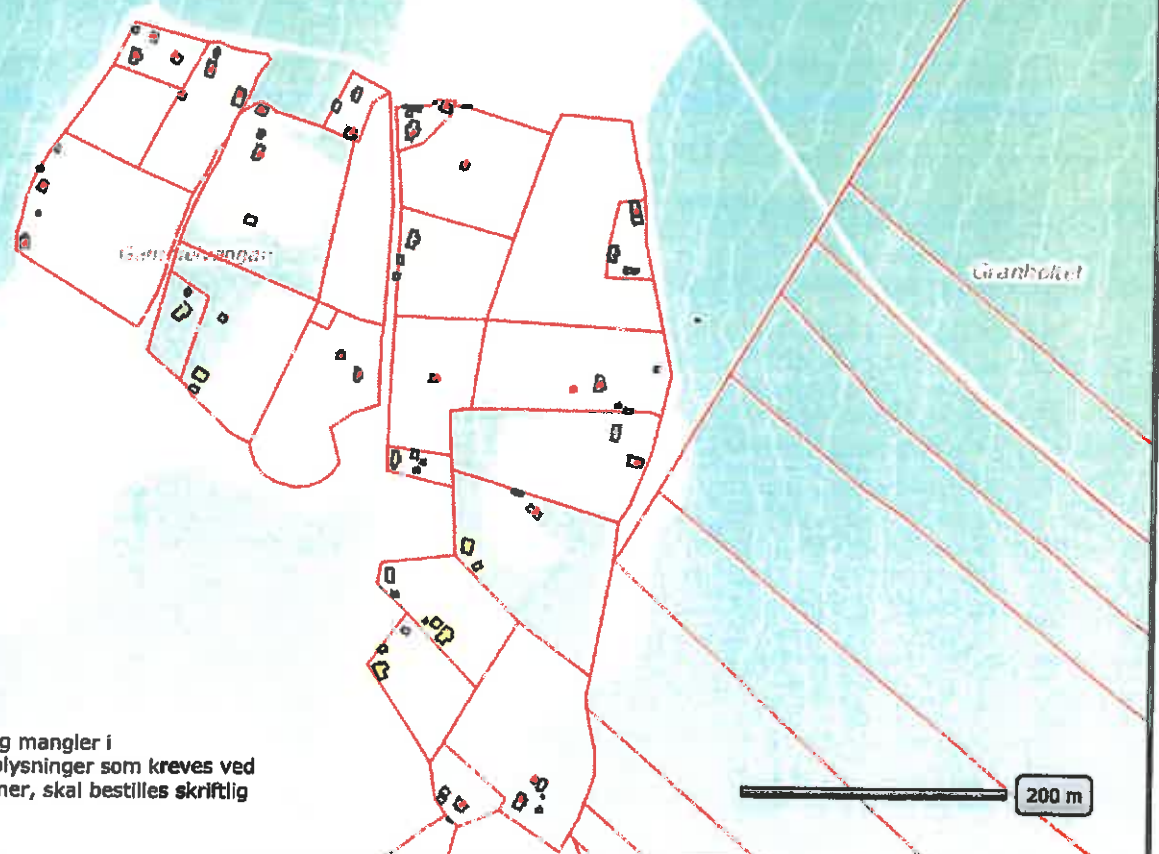 Granholtet
g mangler i
plysninger som kreves ved
ner, skal bestilles skriftlig
200 m